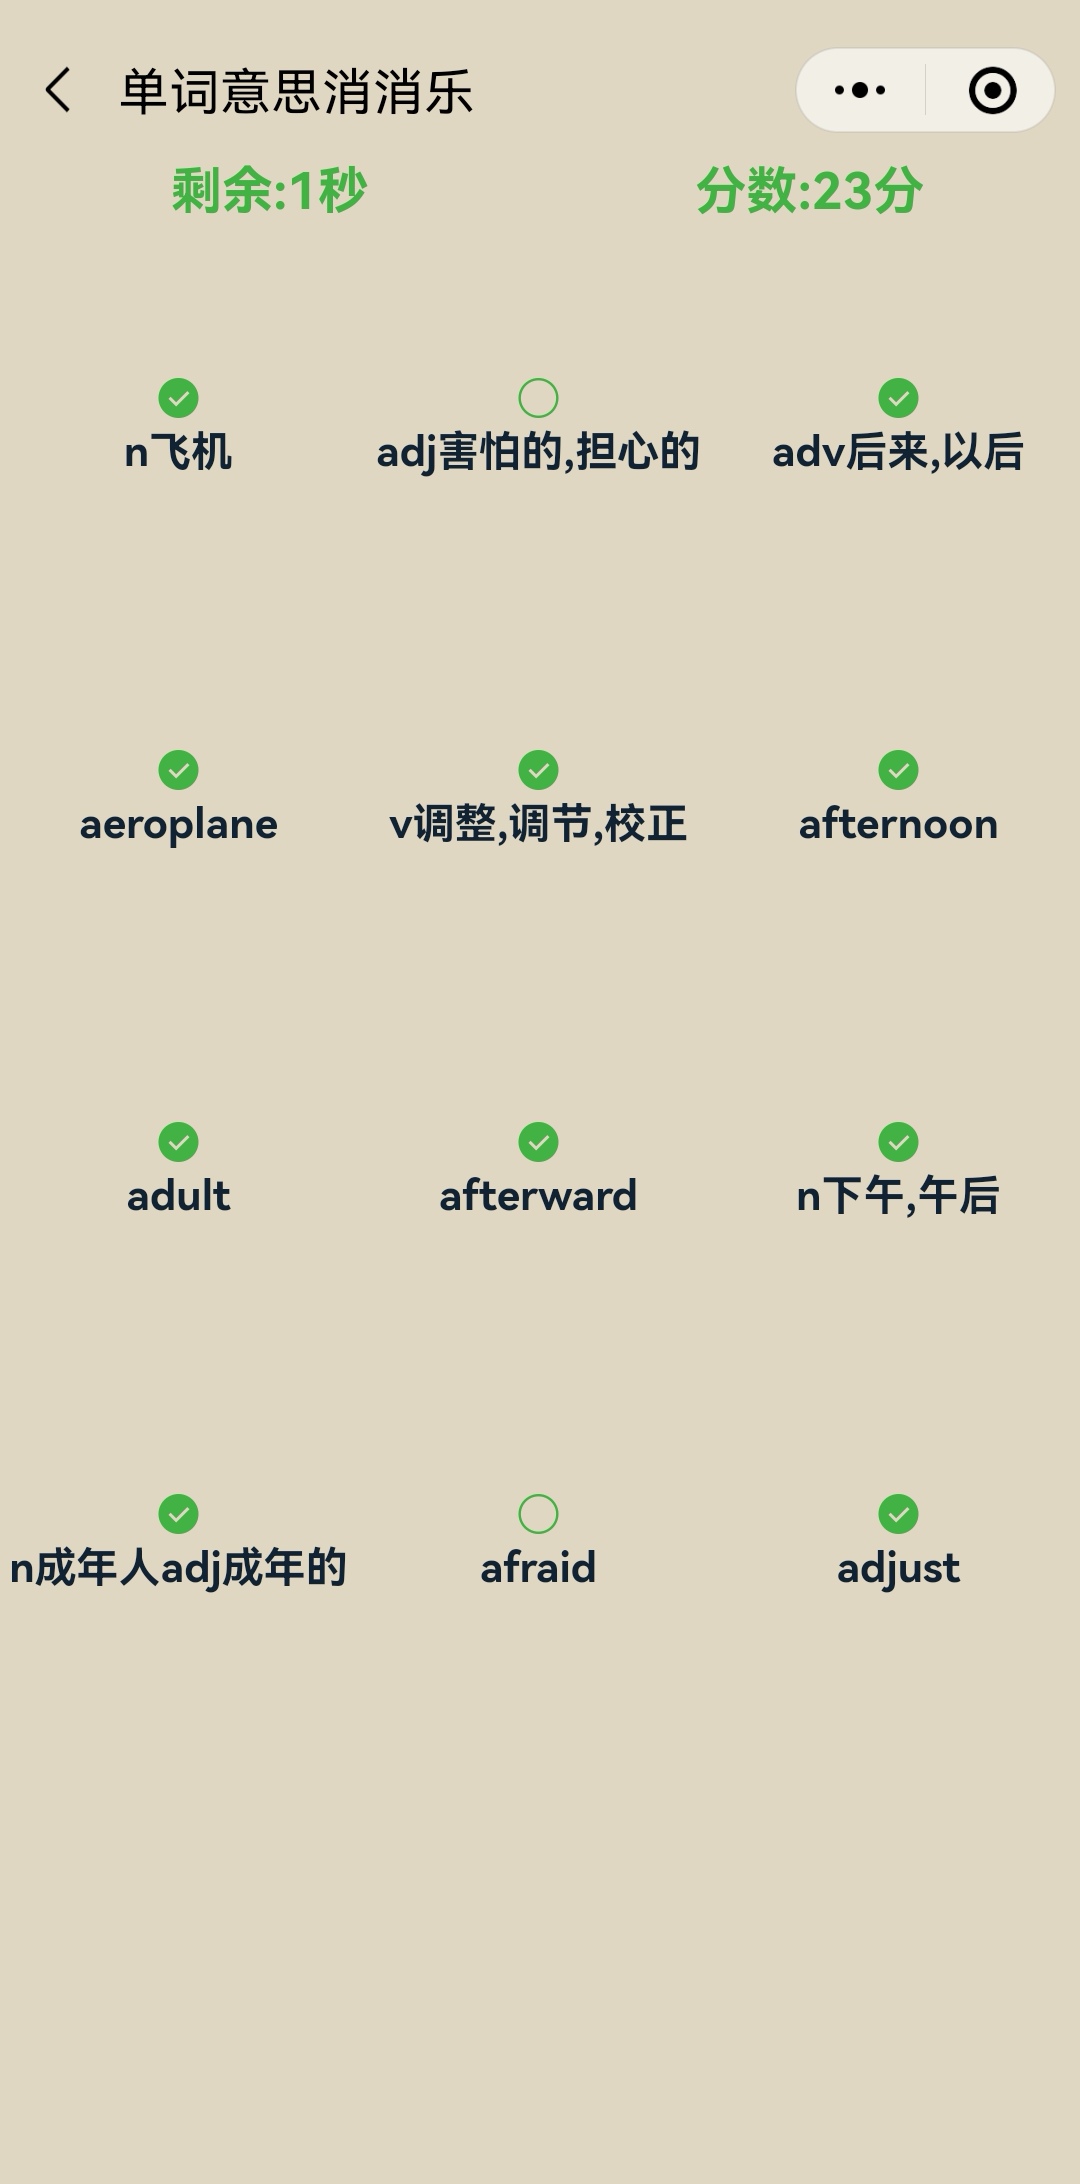 单词意思消消乐
剩余:1秒
分数:23分
n飞机
adj害怕的,担心的
adv后来,以后
aeroplane
v调整,调节,校正
afternoon
adult
afterward
n下午,午后
n成年人adj成年的
afraid
adjust